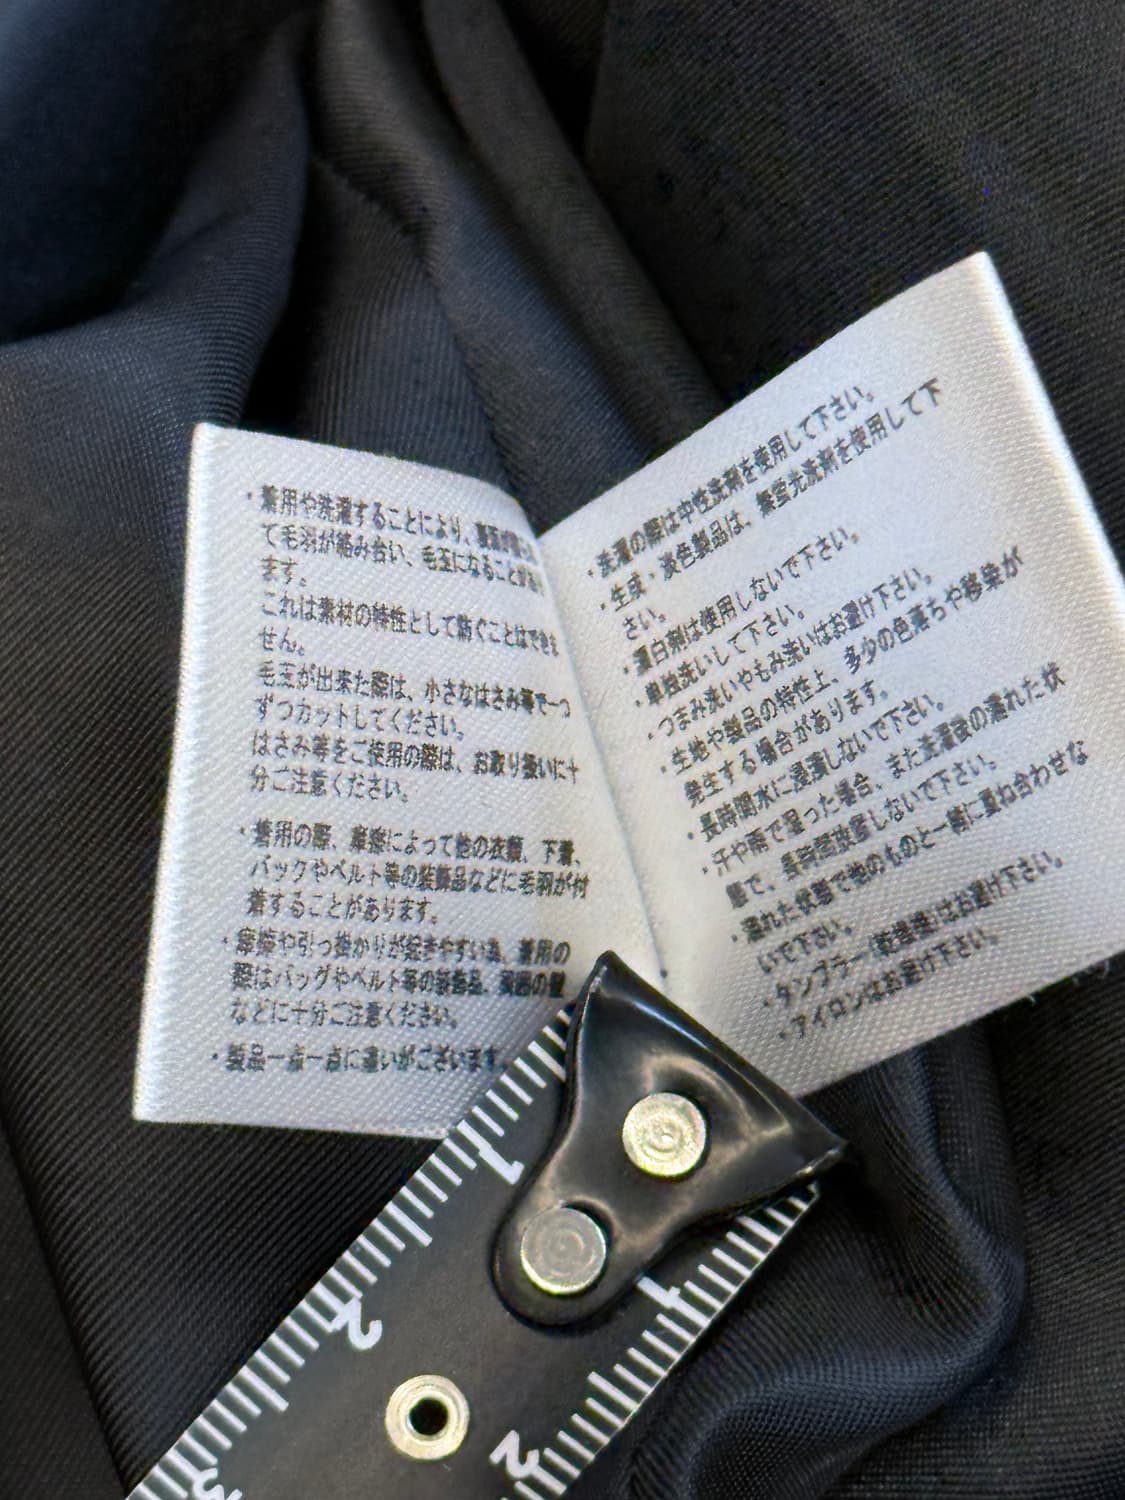 ・着用や洗濯することにより、
て毛羽が絡み合い、毛玉になることがあり
ます。
これは素材の特性として防ぐことはできま
せん。
毛玉が出来た際は、小さなはさみ等で一つ
ずつカットしてください。
はさみ等をご使用の際は、お取り扱いに十
分ご注意ください。
・着用の際、摩擦によって他の衣類、下着、
バックやベルト等の装飾品などに毛羽が付
着することがあります。
・摩擦や引っ掛かりが起きやすい為、着用の
際はバッグやベルト等の装飾品、周囲の壁
などに十分ご注意ください。
・製品一点一点に違いがございます。
・洗濯の際は中性洗剤を使用して下さい。
・生成・淡色製品は、無蛍光洗剤を使用して下
さい。
・漂白剤は使用しないで下さい。
・単独洗いして下さい。
つまみ洗いやもみ洗いはお避け下さい。
・生地や製品の特性上、多少の色落ちや移染が
発生する場合があります。
・長時間水に浸漬しないで下さい。
・汗や雨で湿った場合、また洗濯後の濡れた状
態で、長時間放置しないで下さい。
・濡れた状態で他のものと一緒に重ね合わせな
いで下さい。
・タンブラー(乾燥機)はお避け下さい。
・アイロンはお避け下さい。
1
2
2
3